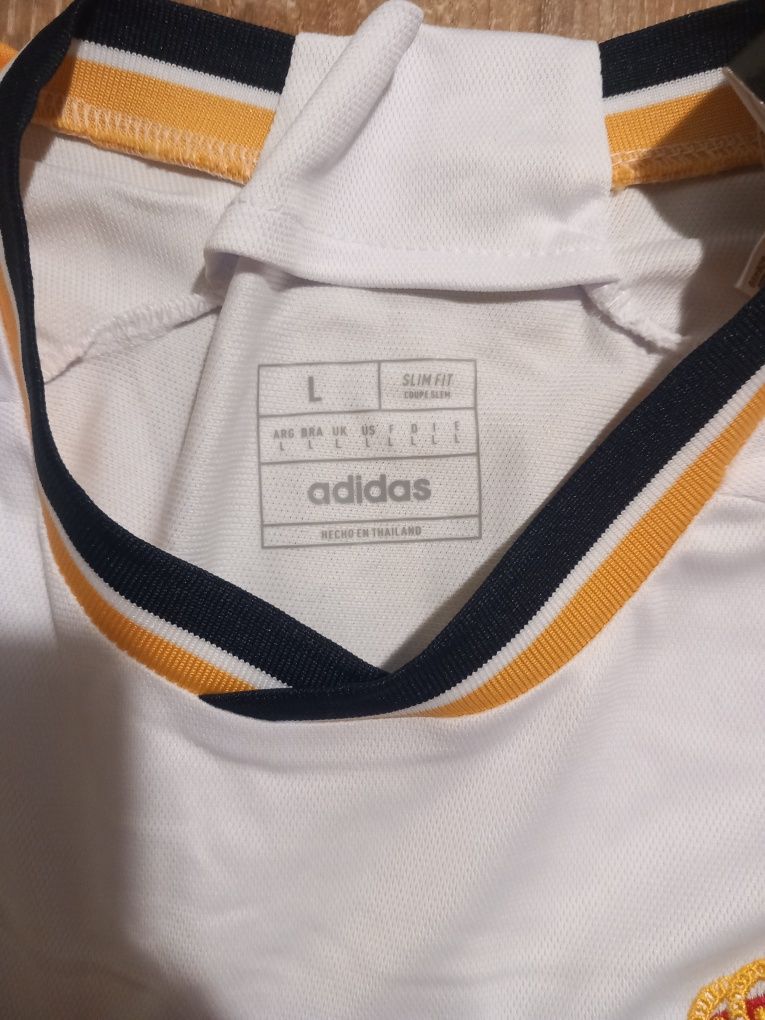 L
SLIM FIT
COUPE SLIM
ARG BRA UK US F D I E
L L L L L L L L
adidas
HECHO EN THAILAND